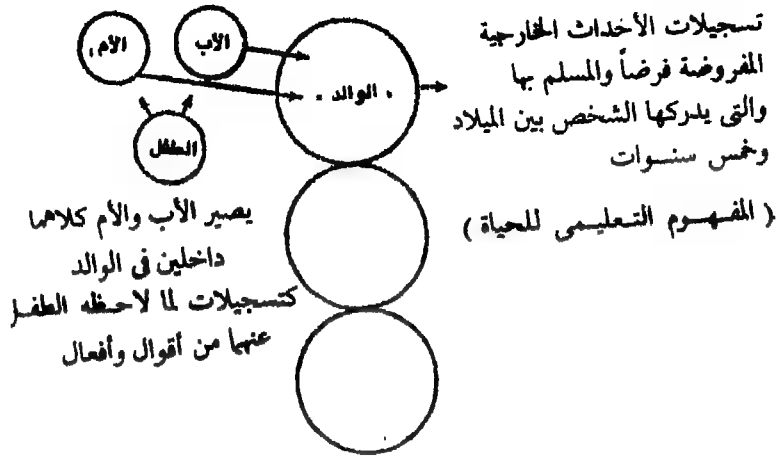 تسجيلات الأحداث الخارجية
المفروضة فرضاً والمسلم بها
والتى يدركها الشخص بين الميلاد
وخمس سنوات
( المفهوم التعليمى للحياة )
الأب
الأم
« الوالد »
الطفل
يصير الأب والأم كلاهما
داخلين فى الوالد
كتسجيلات لما لاحظه الطفل
عنهما من أقوال وأفعال